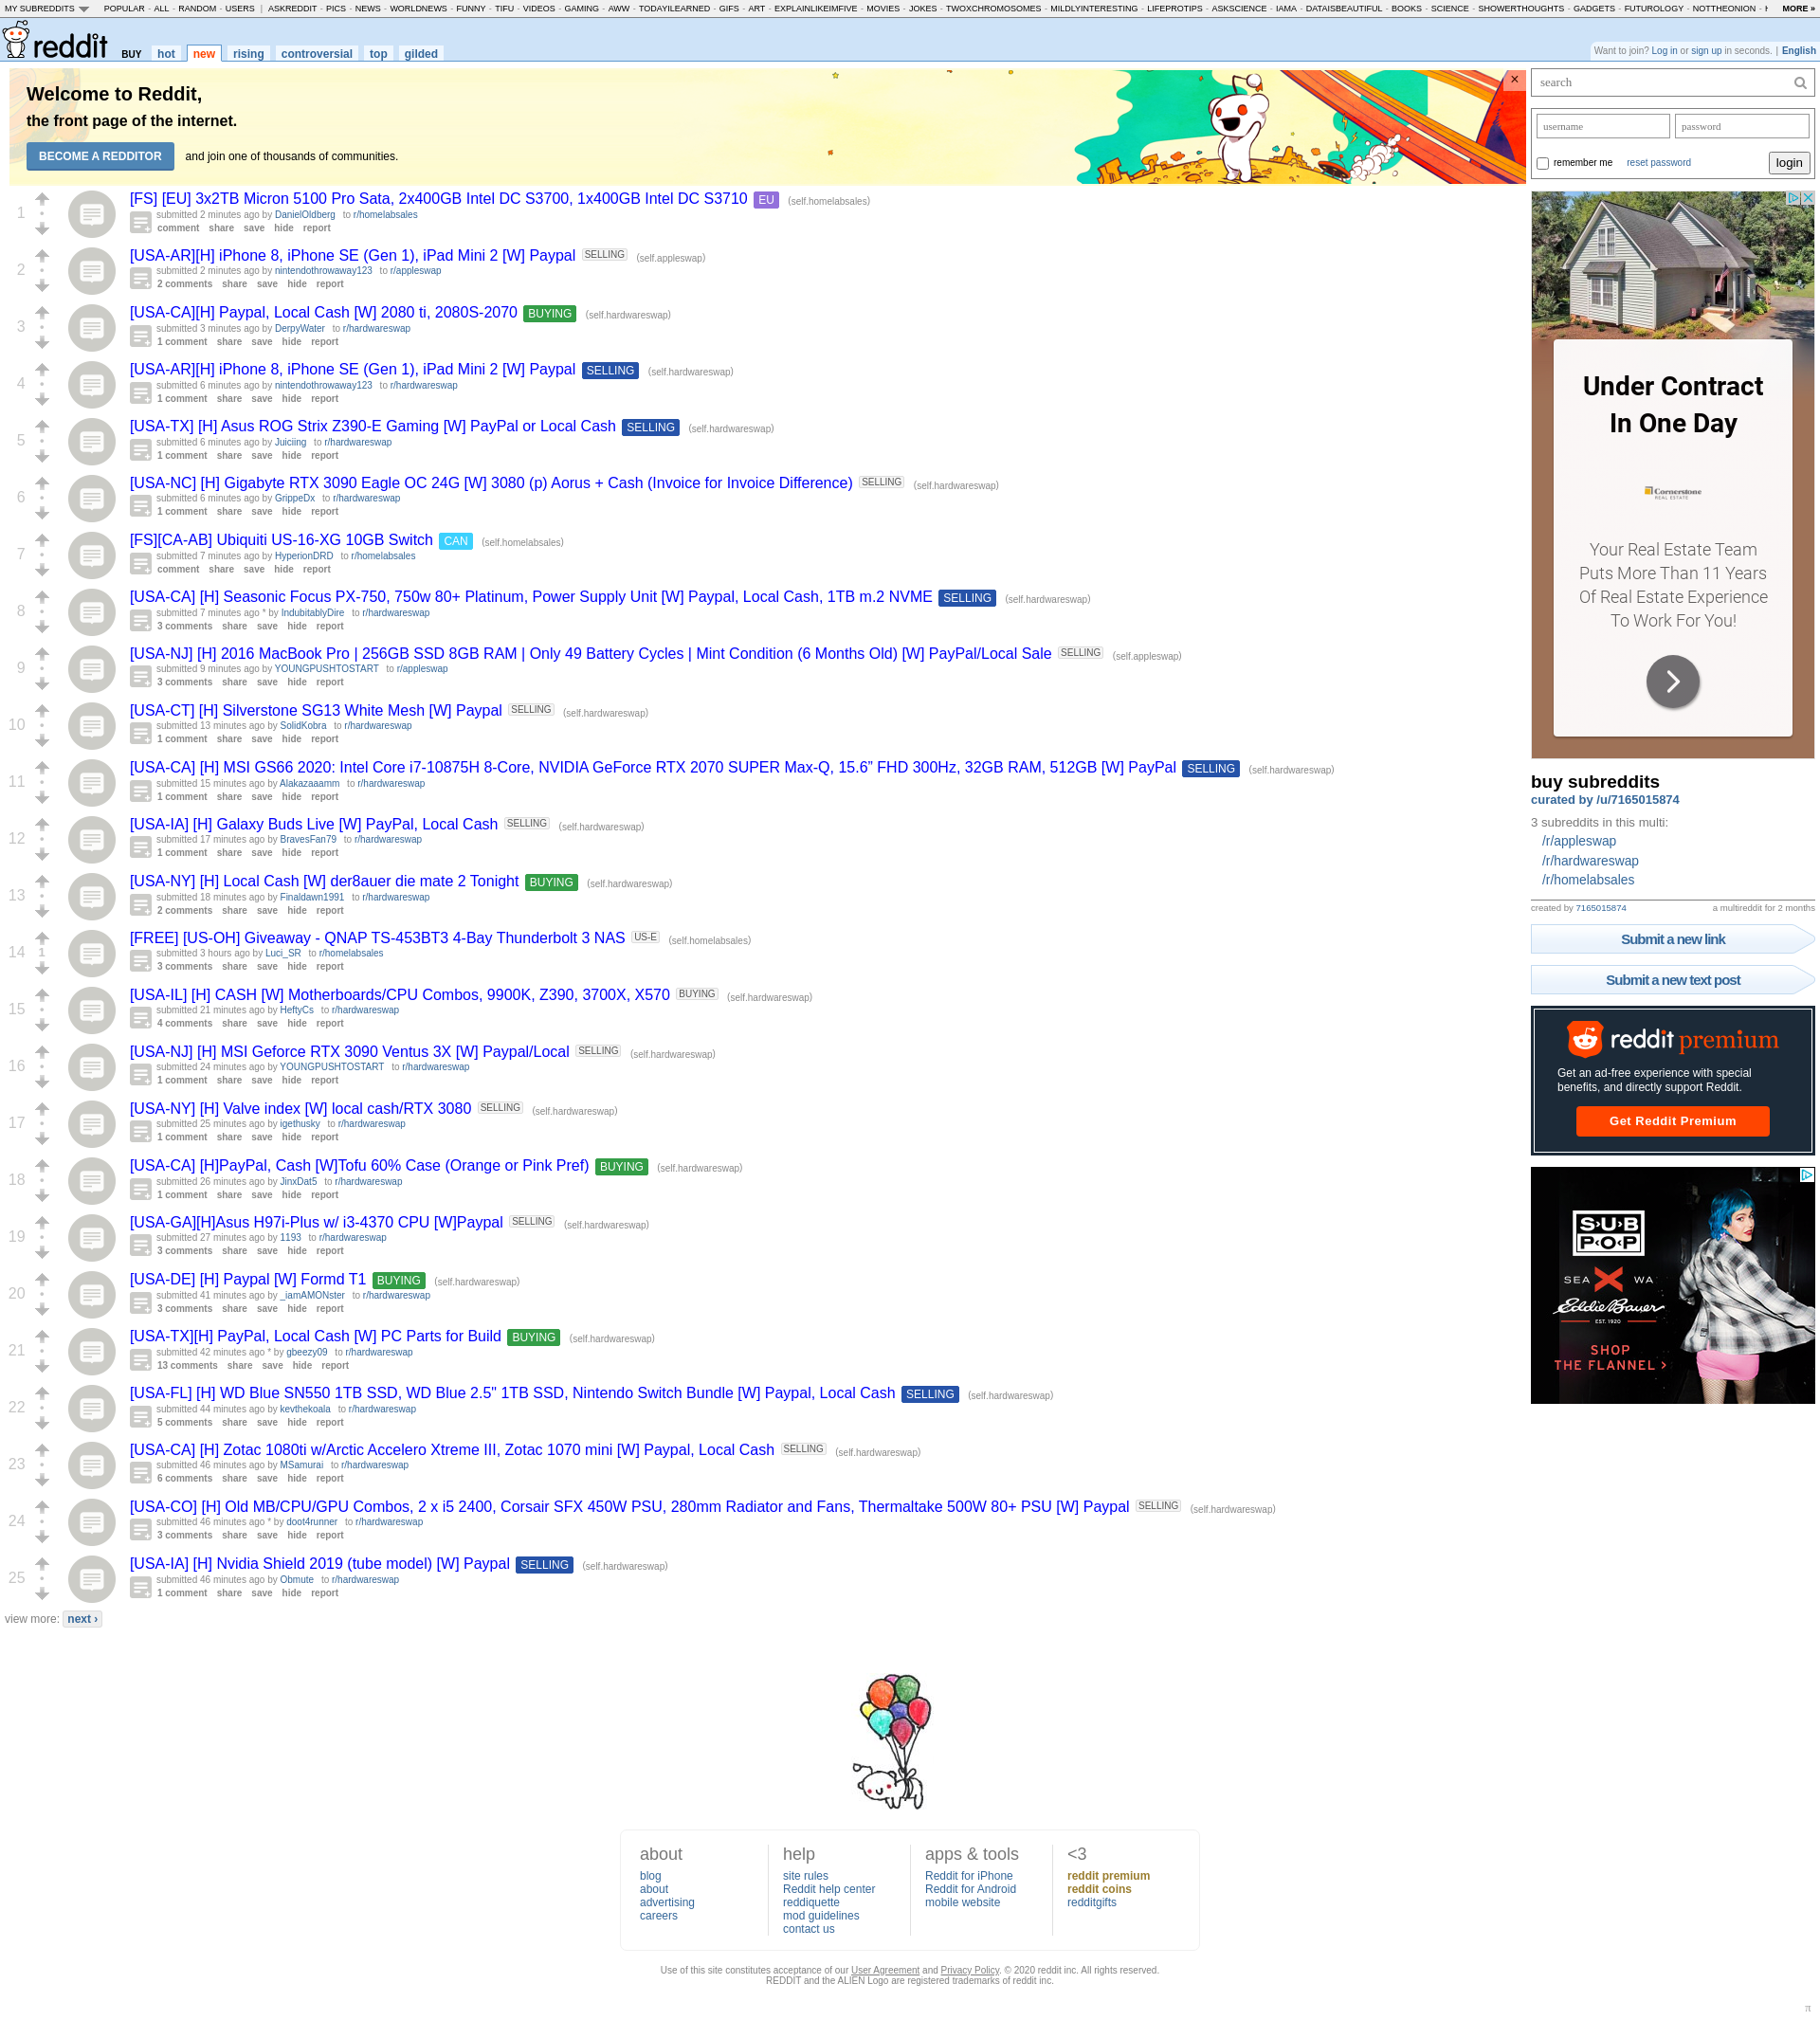 MY SUBREDDITS POPULAR - ALL - RANDOM - USERS | ASKREDDIT - PICS - NEWS - WORLDNEWS - FUNNY - TIFU - VIDEOS - GAMING - AWW - TODAYILEARNED - GIFS - ART - EXPLAINLIKEIMFIVE - MOVIES - JOKES - TWOXCHROMOSOMES - MILDLYINTERESTING - LIFEPROTIPS - ASKSCIENCE - IAMA - DATAISBEAUTIFUL - BOOKS - SCIENCE - SHOWERTHOUGHTS - GADGETS - FUTUROLOGY - NOTTHEONION - MORE »
reddit BUY hot new rising controversial top gilded
Want to join? Log in or sign up in seconds. | English
Welcome to Reddit,
the front page of the internet.
BECOME A REDDITOR and join one of thousands of communities.
×
1
[FS] [EU] 3x2TB Micron 5100 Pro Sata, 2x400GB Intel DC S3700, 1x400GB Intel DC S3710 EU (self.homelabsales)
submitted 2 minutes ago by DanielOldberg to r/homelabsales
comment share save hide report
2
[USA-AR][H] iPhone 8, iPhone SE (Gen 1), iPad Mini 2 [W] Paypal SELLING (self.appleswap)
submitted 2 minutes ago by nintendothrowaway123 to r/appleswap
2 comments share save hide report
3
[USA-CA][H] Paypal, Local Cash [W] 2080 ti, 2080S-2070 BUYING (self.hardwareswap)
submitted 3 minutes ago by DerpyWater to r/hardwareswap
1 comment share save hide report
4
[USA-AR][H] iPhone 8, iPhone SE (Gen 1), iPad Mini 2 [W] Paypal SELLING (self.hardwareswap)
submitted 6 minutes ago by nintendothrowaway123 to r/hardwareswap
1 comment share save hide report
5
[USA-TX] [H] Asus ROG Strix Z390-E Gaming [W] PayPal or Local Cash SELLING (self.hardwareswap)
submitted 6 minutes ago by Juiciing to r/hardwareswap
1 comment share save hide report
6
[USA-NC] [H] Gigabyte RTX 3090 Eagle OC 24G [W] 3080 (p) Aorus + Cash (Invoice for Invoice Difference) SELLING (self.hardwareswap)
submitted 6 minutes ago by GrippeDx to r/hardwareswap
1 comment share save hide report
7
[FS][CA-AB] Ubiquiti US-16-XG 10GB Switch CAN (self.homelabsales)
submitted 7 minutes ago by HyperionDRD to r/homelabsales
comment share save hide report
8
[USA-CA] [H] Seasonic Focus PX-750, 750w 80+ Platinum, Power Supply Unit [W] Paypal, Local Cash, 1TB m.2 NVME SELLING (self.hardwareswap)
submitted 7 minutes ago * by IndubitablyDire to r/hardwareswap
3 comments share save hide report
9
[USA-NJ] [H] 2016 MacBook Pro | 256GB SSD 8GB RAM | Only 49 Battery Cycles | Mint Condition (6 Months Old) [W] PayPal/Local Sale SELLING (self.appleswap)
submitted 9 minutes ago by YOUNGPUSHTOSTART to r/appleswap
3 comments share save hide report
10
[USA-CT] [H] Silverstone SG13 White Mesh [W] Paypal SELLING (self.hardwareswap)
submitted 13 minutes ago by SolidKobra to r/hardwareswap
1 comment share save hide report
11
[USA-CA] [H] MSI GS66 2020: Intel Core i7-10875H 8-Core, NVIDIA GeForce RTX 2070 SUPER Max-Q, 15.6” FHD 300Hz, 32GB RAM, 512GB [W] PayPal SELLING (self.hardwareswap)
submitted 15 minutes ago by Alakazaaamm to r/hardwareswap
1 comment share save hide report
12
[USA-IA] [H] Galaxy Buds Live [W] PayPal, Local Cash SELLING (self.hardwareswap)
submitted 17 minutes ago by BravesFan79 to r/hardwareswap
1 comment share save hide report
13
[USA-NY] [H] Local Cash [W] der8auer die mate 2 Tonight BUYING (self.hardwareswap)
submitted 18 minutes ago by Finaldawn1991 to r/hardwareswap
2 comments share save hide report
14 1
[FREE] [US-OH] Giveaway - QNAP TS-453BT3 4-Bay Thunderbolt 3 NAS US-E (self.homelabsales)
submitted 3 hours ago by Luci_SR to r/homelabsales
3 comments share save hide report
15
[USA-IL] [H] CASH [W] Motherboards/CPU Combos, 9900K, Z390, 3700X, X570 BUYING (self.hardwareswap)
submitted 21 minutes ago by HeftyCs to r/hardwareswap
4 comments share save hide report
16
[USA-NJ] [H] MSI Geforce RTX 3090 Ventus 3X [W] Paypal/Local SELLING (self.hardwareswap)
submitted 24 minutes ago by YOUNGPUSHTOSTART to r/hardwareswap
1 comment share save hide report
17
[USA-NY] [H] Valve index [W] local cash/RTX 3080 SELLING (self.hardwareswap)
submitted 25 minutes ago by igethusky to r/hardwareswap
1 comment share save hide report
18
[USA-CA] [H]PayPal, Cash [W]Tofu 60% Case (Orange or Pink Pref) BUYING (self.hardwareswap)
submitted 26 minutes ago by JinxDat5 to r/hardwareswap
1 comment share save hide report
19
[USA-GA][H]Asus H97i-Plus w/ i3-4370 CPU [W]Paypal SELLING (self.hardwareswap)
submitted 27 minutes ago by 1193 to r/hardwareswap
3 comments share save hide report
20
[USA-DE] [H] Paypal [W] Formd T1 BUYING (self.hardwareswap)
submitted 41 minutes ago by _iamAMONster to r/hardwareswap
3 comments share save hide report
21
[USA-TX][H] PayPal, Local Cash [W] PC Parts for Build BUYING (self.hardwareswap)
submitted 42 minutes ago * by gbeezy09 to r/hardwareswap
13 comments share save hide report
22
[USA-FL] [H] WD Blue SN550 1TB SSD, WD Blue 2.5" 1TB SSD, Nintendo Switch Bundle [W] Paypal, Local Cash SELLING (self.hardwareswap)
submitted 44 minutes ago by kevthekoala to r/hardwareswap
5 comments share save hide report
23
[USA-CA] [H] Zotac 1080ti w/Arctic Accelero Xtreme III, Zotac 1070 mini [W] Paypal, Local Cash SELLING (self.hardwareswap)
submitted 46 minutes ago by MSamurai to r/hardwareswap
6 comments share save hide report
24
[USA-CO] [H] Old MB/CPU/GPU Combos, 2 x i5 2400, Corsair SFX 450W PSU, 280mm Radiator and Fans, Thermaltake 500W 80+ PSU [W] Paypal SELLING (self.hardwareswap)
submitted 46 minutes ago * by doot4runner to r/hardwareswap
3 comments share save hide report
25
[USA-IA] [H] Nvidia Shield 2019 (tube model) [W] Paypal SELLING (self.hardwareswap)
submitted 46 minutes ago by Obmute to r/hardwareswap
1 comment share save hide report
view more: next ›
search
username password
remember me reset password login
Under Contract
In One Day
Cornerstone
REAL ESTATE
Your Real Estate Team
Puts More Than 11 Years
Of Real Estate Experience
To Work For You!
buy subreddits
curated by /u/7165015874
3 subreddits in this multi:
/r/appleswap
/r/hardwareswap
/r/homelabsales
created by 7165015874 a multireddit for 2 months
Submit a new link
Submit a new text post
reddit premium
Get an ad-free experience with special
benefits, and directly support Reddit.
Get Reddit Premium
SUB
POP
SEA X WA
Eddie Bauer
EST. 1920
SHOP
THE FLANNEL >
about
blog
about
advertising
careers
help
site rules
Reddit help center
reddiquette
mod guidelines
contact us
apps & tools
Reddit for iPhone
Reddit for Android
mobile website
<3
reddit premium
reddit coins
redditgifts
Use of this site constitutes acceptance of our User Agreement and Privacy Policy. © 2020 reddit inc. All rights reserved.
REDDIT and the ALIEN Logo are registered trademarks of reddit inc.
π